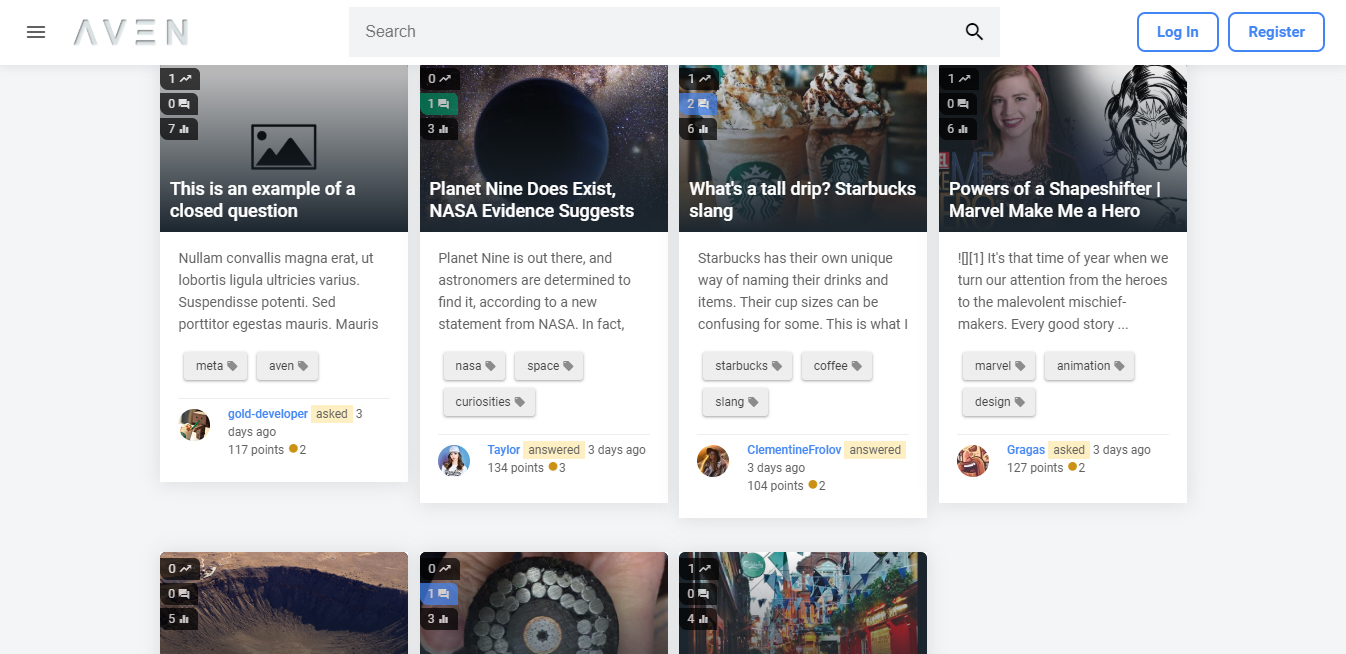 AVEN
Search
Log In
Register
1
0
7
This is an example of a
closed question
Nullam convallis magna erat, ut
lobortis ligula ultricies varius.
Suspendisse potenti. Sed
porttitor egestas mauris. Mauris
meta
aven
gold-developer asked 3
days ago
117 points 2
0
1
3
Planet Nine Does Exist,
NASA Evidence Suggests
Planet Nine is out there, and
astronomers are determined to
find it, according to a new
statement from NASA. In fact,
nasa
space
curiosities
Taylor answered 3 days ago
134 points 3
1
2
6
What's a tall drip? Starbucks
slang
Starbucks has their own unique
way of naming their drinks and
items. Their cup sizes can be
confusing for some. This is what I
starbucks
coffee
slang
ClementineFrolov answered
3 days ago
104 points 2
1
0
6
Powers of a Shapeshifter |
Marvel Make Me a Hero
![][1] It's that time of year when we
turn our attention from the heroes
to the malevolent mischief-
makers. Every good story ...
marvel
animation
design
Gragas asked 3 days ago
127 points 2
0
0
5
0
1
3
1
0
4